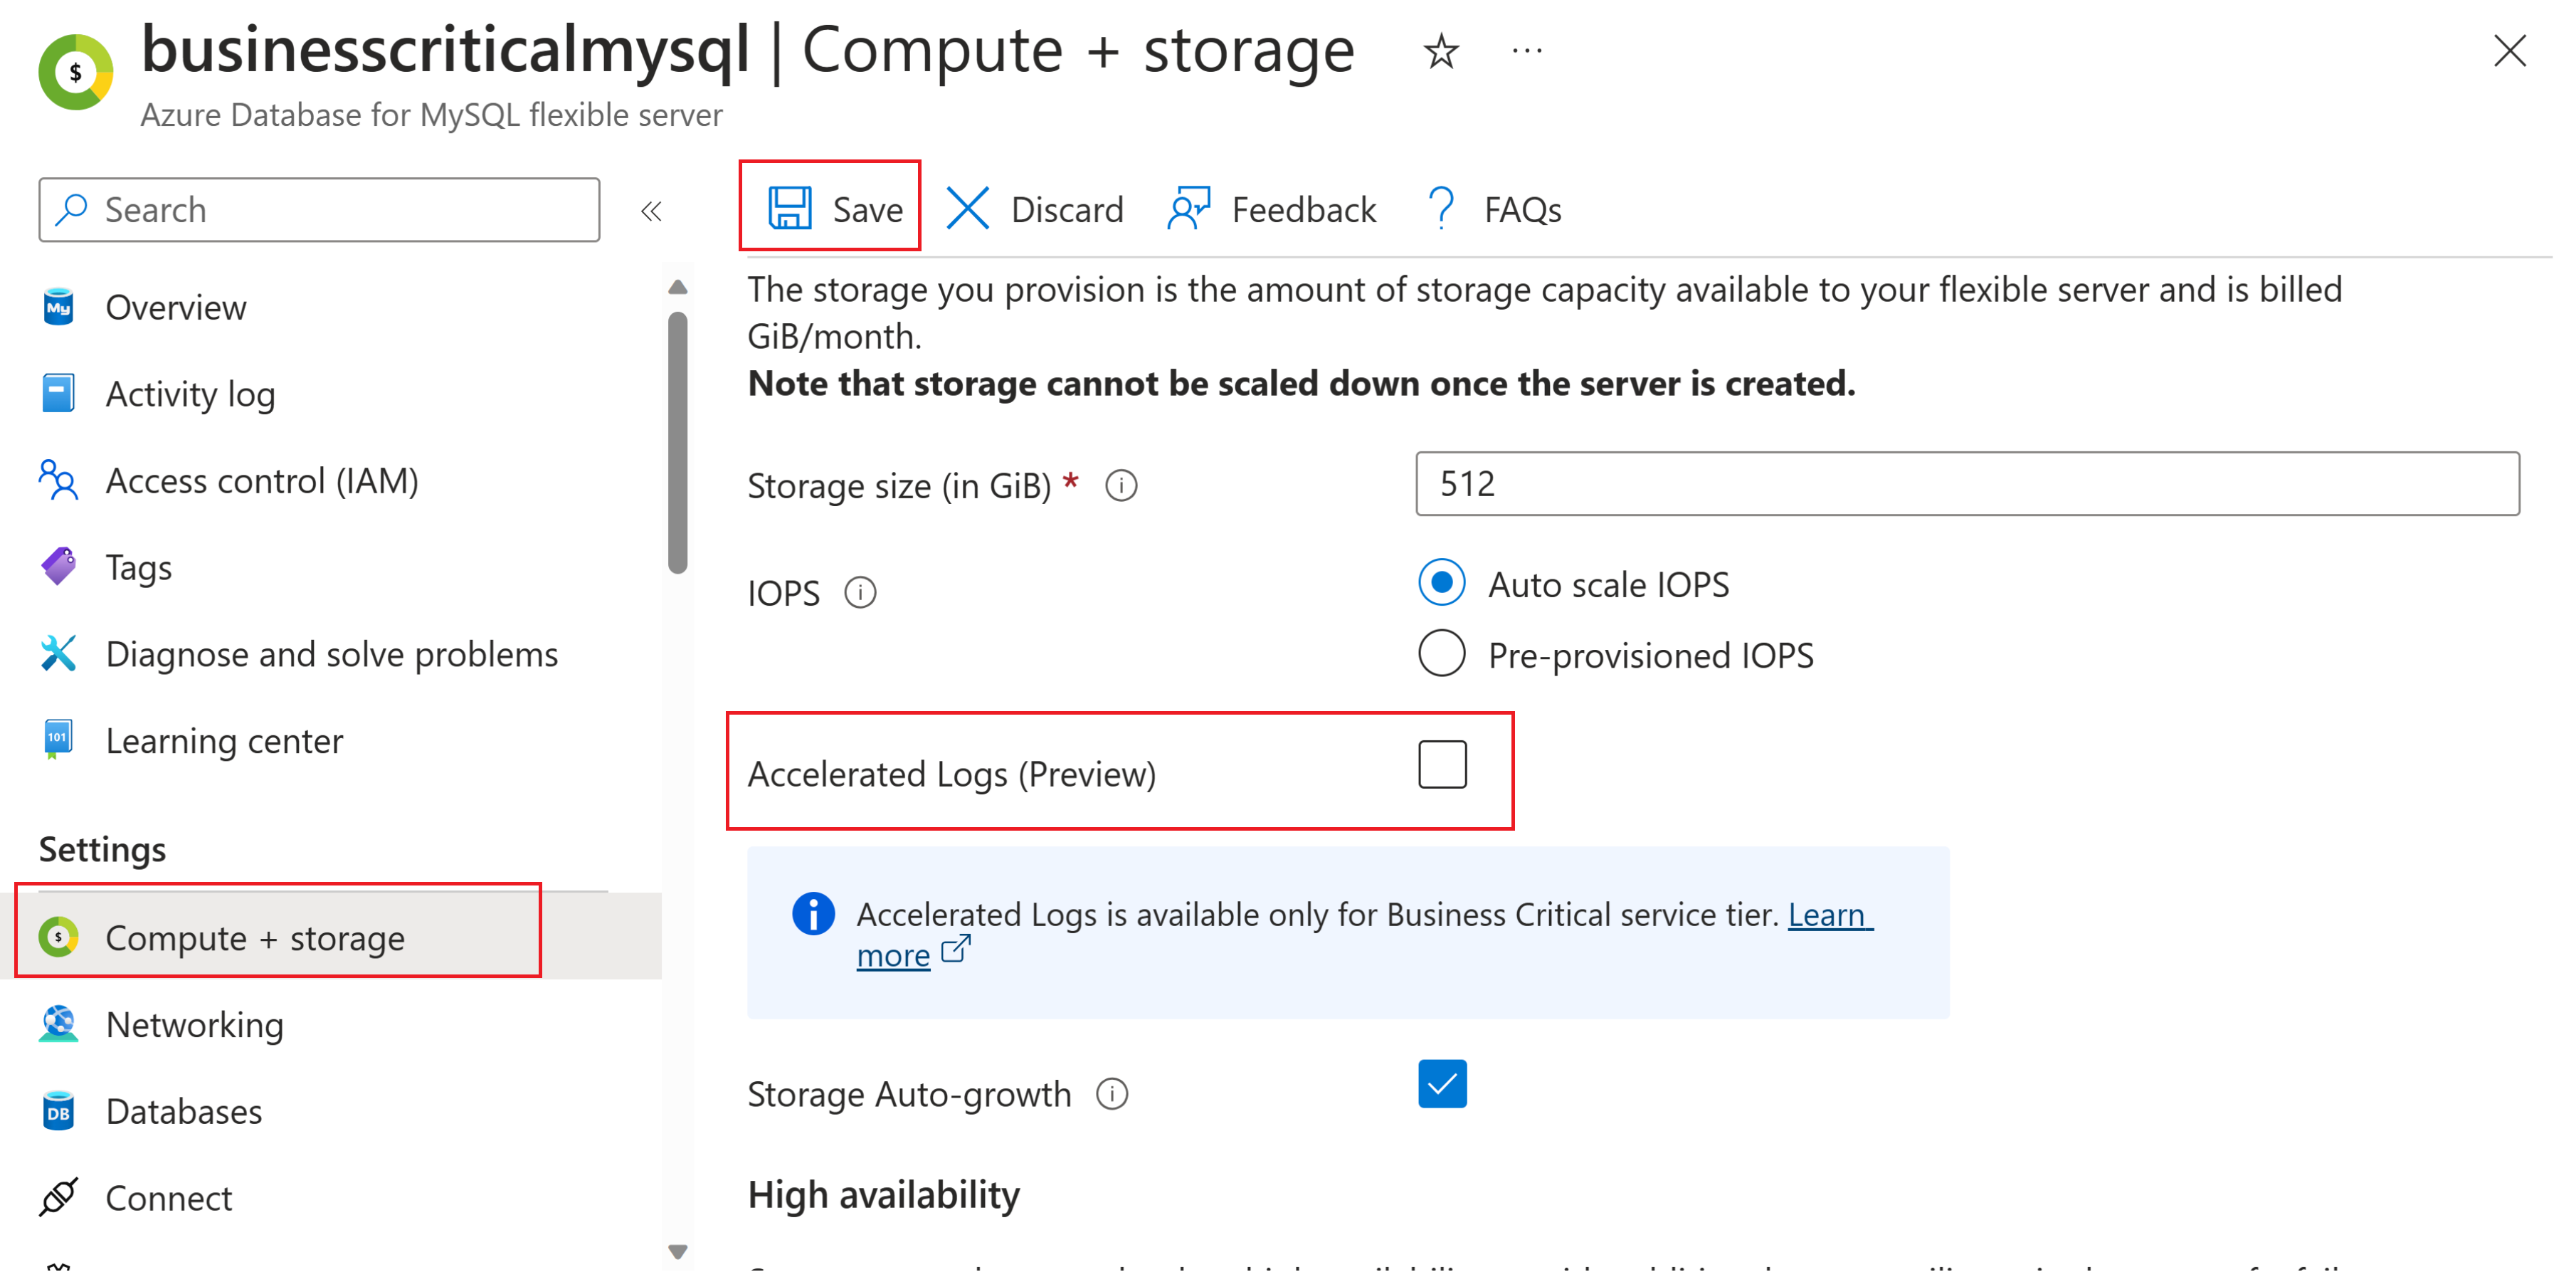 businesscriticalmysql | Compute + storage
Azure Database for MySQL flexible server
Search
Save
Discard
Feedback
FAQs
Overview
Activity log
Access control (IAM)
Tags
Diagnose and solve problems
Learning center
Settings
Compute + storage
Networking
Databases
Connect
The storage you provision is the amount of storage capacity available to your flexible server and is billed
GiB/month.
Note that storage cannot be scaled down once the server is created.
Storage size (in GiB) *
512
IOPS
Auto scale IOPS
Pre-provisioned IOPS
Accelerated Logs (Preview)
Accelerated Logs is available only for Business Critical service tier. Learn
more
Storage Auto-growth
High availability